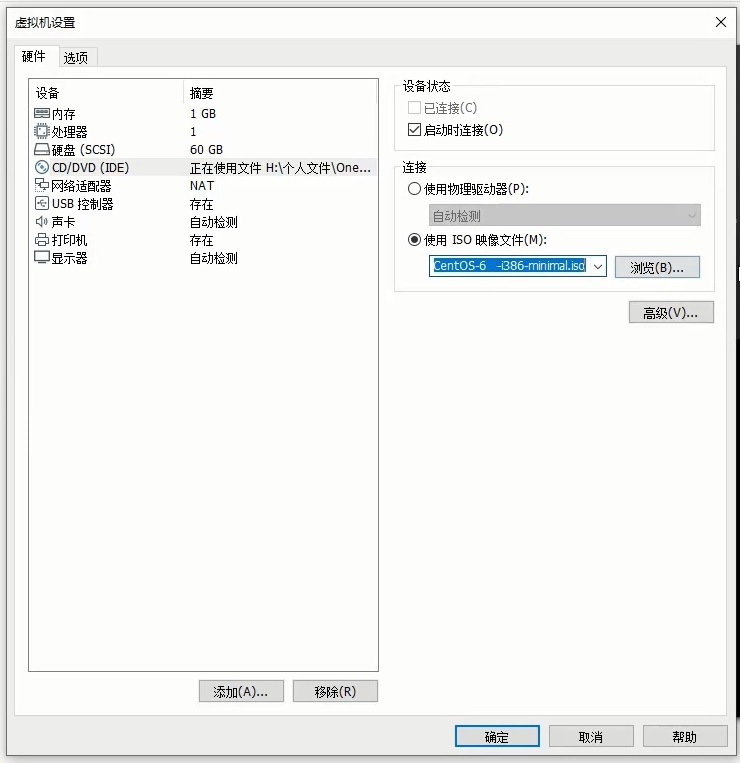 虚拟机设置
硬件 选项
设备 摘要
内存 1 GB
处理器 1
硬盘 (SCSI) 60 GB
CD/DVD (IDE) 正在使用文件 H:\个人文件\One...
网络适配器 NAT
USB 控制器 存在
声卡 自动检测
打印机 存在
显示器 自动检测
添加(A)... 移除(R)
设备状态
已连接(C)
启动时连接(O)
连接
使用物理驱动器(P):
自动检测
使用 ISO 映像文件(M):
CentOS-6 -i386-minimal.iso 浏览(B)...
高级(V)...
确定 取消 帮助